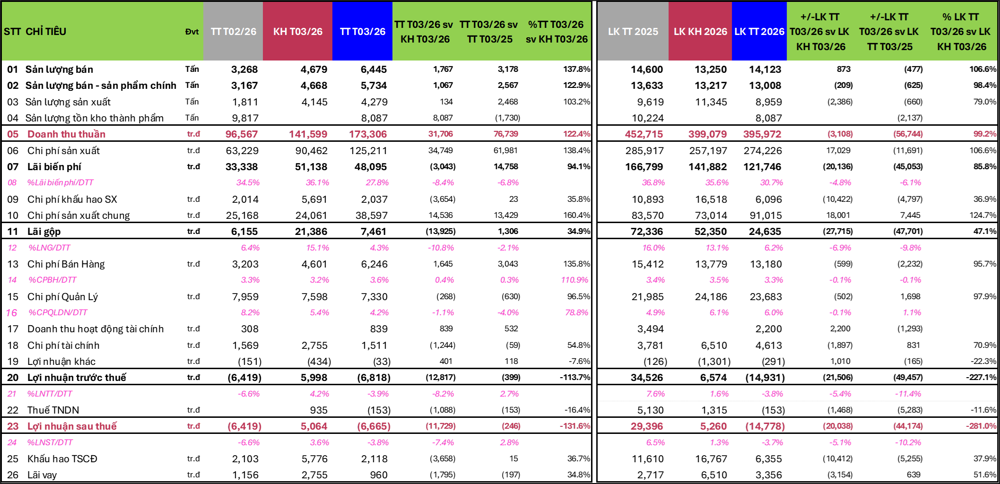 STT CHỈ TIÊU Đvt TT T02/26 KH T03/26 TT T03/26 TT T03/26 sv KH T03/26 TT T03/26 sv TT T03/25 %TT T03/26 sv KH T03/26 LK TT 2025 LK KH 2026 LK TT 2026 +/-LK TT T03/26 sv LK KH T03/26 +/-LK TT T03/26 sv LK TT T03/25 % LK TT T03/26 sv LK KH T03/26
01 Sản lượng bán Tấn 3,268 4,679 6,445 1,767 3,178 137.8% 14,600 13,250 14,123 873 (477) 106.6%
02 Sản lượng bán - sản phẩm chính Tấn 3,167 4,668 5,734 1,067 2,567 122.9% 13,633 13,217 13,008 (209) (625) 98.4%
03 Sản lượng sản xuất Tấn 1,811 4,145 4,279 134 2,468 103.2% 9,619 11,345 8,959 (2,386) (660) 79.0%
04 Sản lượng tồn kho thành phẩm Tấn 9,817 8,087 8,087 (1,730) 10,224 8,087 (2,137)
05 Doanh thu thuần tr.đ 96,567 141,599 173,306 31,706 76,739 122.4% 452,715 399,079 395,972 (3,108) (56,744) 99.2%
06 Chi phí sản xuất tr.đ 63,229 90,462 125,211 34,749 61,981 138.4% 285,917 257,197 274,226 17,029 (11,691) 106.6%
07 Lãi biến phí tr.đ 33,338 51,138 48,095 (3,043) 14,758 94.1% 166,799 141,882 121,746 (20,136) (45,053) 85.8%
08 %Lãi biến phí/DTT 34.5% 36.1% 27.8% -8.4% -6.8% 36.8% 35.6% 30.7% -4.8% -6.1%
09 Chi phí khấu hao SX tr.đ 2,014 5,691 2,037 (3,654) 23 35.8% 10,893 16,518 6,096 (10,422) (4,797) 36.9%
10 Chi phí sản xuất chung tr.đ 25,168 24,061 38,597 14,536 13,429 160.4% 83,570 73,014 91,015 18,001 7,445 124.7%
11 Lãi gộp tr.đ 6,155 21,386 7,461 (13,925) 1,306 34.9% 72,336 52,350 24,635 (27,715) (47,701) 47.1%
12 %LNG/DTT 6.4% 15.1% 4.3% -10.8% -2.1% 16.0% 13.1% 6.2% -6.9% -9.8%
13 Chi phí Bán Hàng tr.đ 3,203 4,601 6,246 1,645 3,043 135.8% 15,412 13,779 13,180 (599) (2,232) 95.7%
14 %CPBH/DTT 3.3% 3.2% 3.6% 0.4% 0.3% 110.9% 3.4% 3.5% 3.3% -0.1% -0.1%
15 Chi phí Quản Lý tr.đ 7,959 7,598 7,330 (268) (630) 96.5% 21,985 24,186 23,683 (502) 1,698 97.9%
16 %CPQLDN/DTT 8.2% 5.4% 4.2% -1.1% -4.0% 78.8% 4.9% 6.1% 6.0% -0.1% 1.1%
17 Doanh thu hoạt động tài chính tr.đ 308 839 839 532 3,494 2,200 2,200 (1,293)
18 Chi phí tài chính tr.đ 1,569 2,755 1,511 (1,244) (59) 54.8% 3,781 6,510 4,613 (1,897) 831 70.9%
19 Lợi nhuận khác tr.đ (151) (434) (33) 401 118 -7.6% (126) (1,301) (291) 1,010 (165) -22.3%
20 Lợi nhuận trước thuế tr.đ (6,419) 5,998 (6,818) (12,817) (399) -113.7% 34,526 6,574 (14,931) (21,506) (49,457) -227.1%
21 %LNTT/DTT -6.6% 4.2% -3.9% -8.2% 2.7% 7.6% 1.6% -3.8% -5.4% -11.4%
22 Thuế TNDN tr.đ 935 (153) (1,088) (153) -16.4% 5,130 1,315 (153) (1,468) (5,283) -11.6%
23 Lợi nhuận sau thuế tr.đ (6,419) 5,064 (6,665) (11,729) (246) -131.6% 29,396 5,260 (14,778) (20,038) (44,174) -281.0%
24 %LNST/DTT -6.6% 3.6% -3.8% -7.4% 2.8% 6.5% 1.3% -3.7% -5.1% -10.2%
25 Khấu hao TSCĐ tr.đ 2,103 5,776 2,118 (3,658) 15 36.7% 11,610 16,767 6,355 (10,412) (5,255) 37.9%
26 Lãi vay tr.đ 1,156 2,755 960 (1,795) (197) 34.8% 2,717 6,510 3,356 (3,154) 639 51.6%